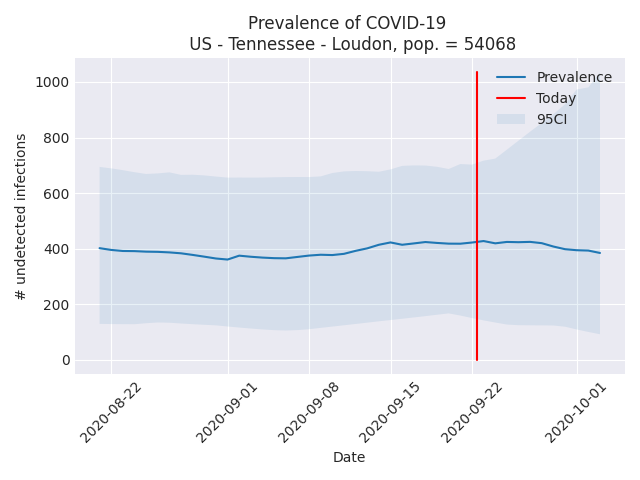 Prevalence of COVID-19
US - Tennessee - Loudon, pop. = 54068
# undetected infections
1000
800
600
400
200
0
Prevalence
Today
95CI
2020-08-22
2020-09-01
2020-09-08
2020-09-15
2020-09-22
2020-10-01
Date